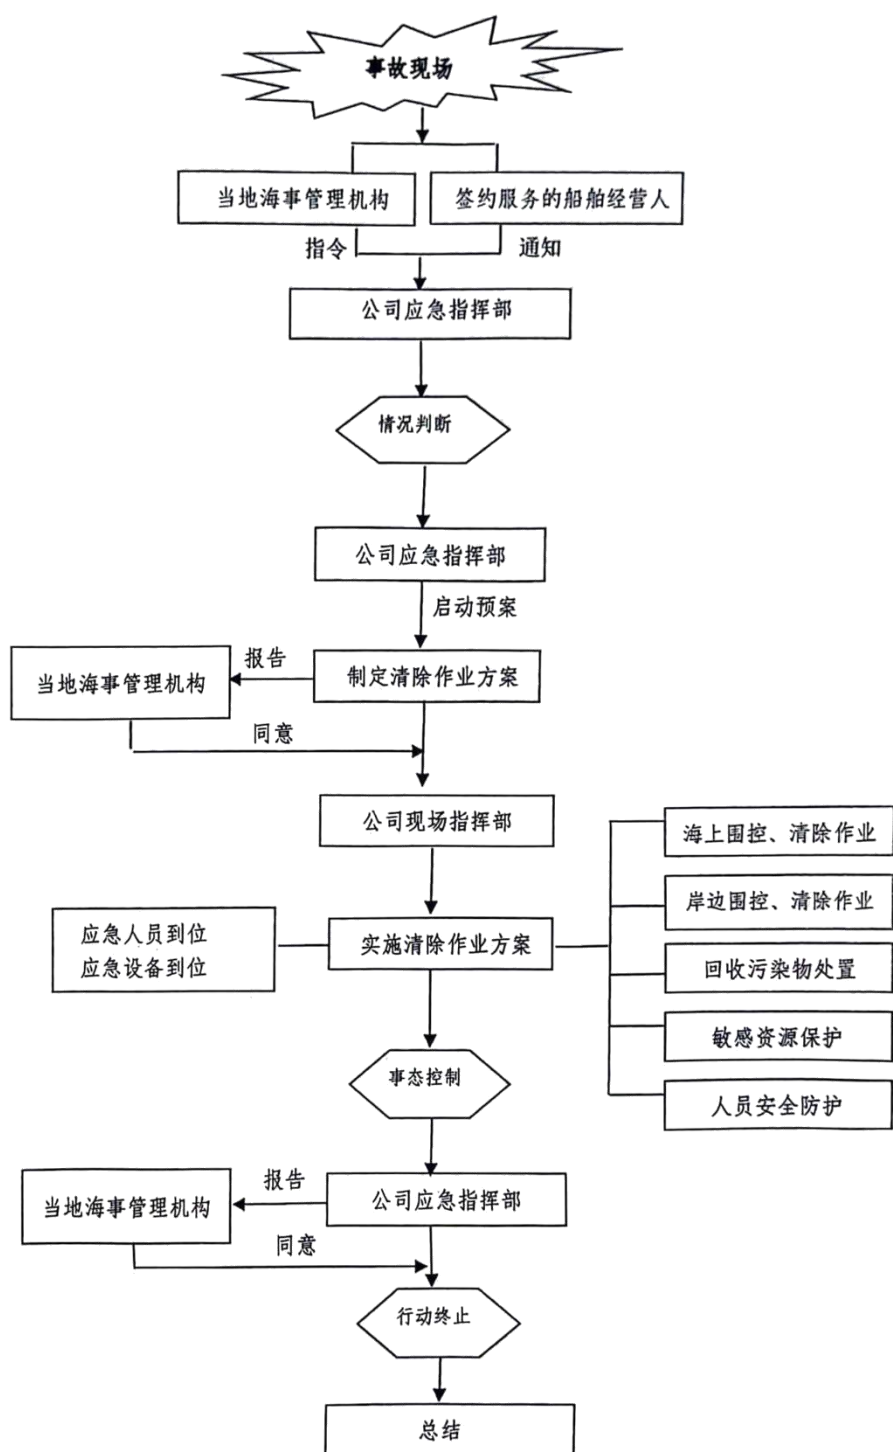 事故现场
当地海事管理机构
签约服务的船舶经营人
指令
通知
公司应急指挥部
情况判断
公司应急指挥部
启动预案
报告
制定清除作业方案
当地海事管理机构
同意
公司现场指挥部
海上围控、清除作业
岸边围控、清除作业
应急人员到位
应急设备到位
实施清除作业方案
回收污染物处置
敏感资源保护
人员安全防护
事态控制
报告
公司应急指挥部
当地海事管理机构
同意
行动终止
总结